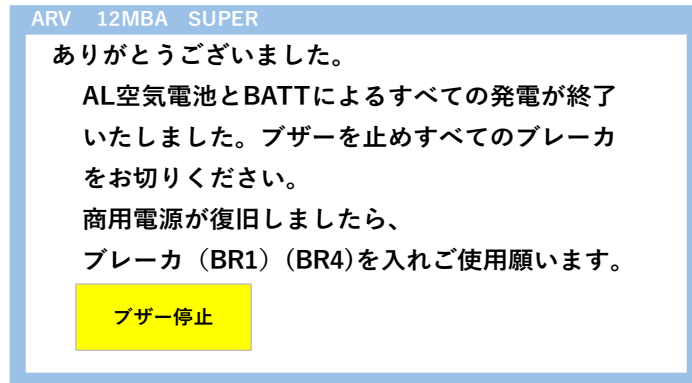 ARV 12MBA SUPER
ありがとうございました。
AL空気電池とBATTによるすべての発電が終了
いたしました。ブザーを止めすべてのブレーカ
をお切りください。
商用電源が復旧しましたら、
ブレーカ（BR1）(BR4)を入れご使用願います。
ブザー停止